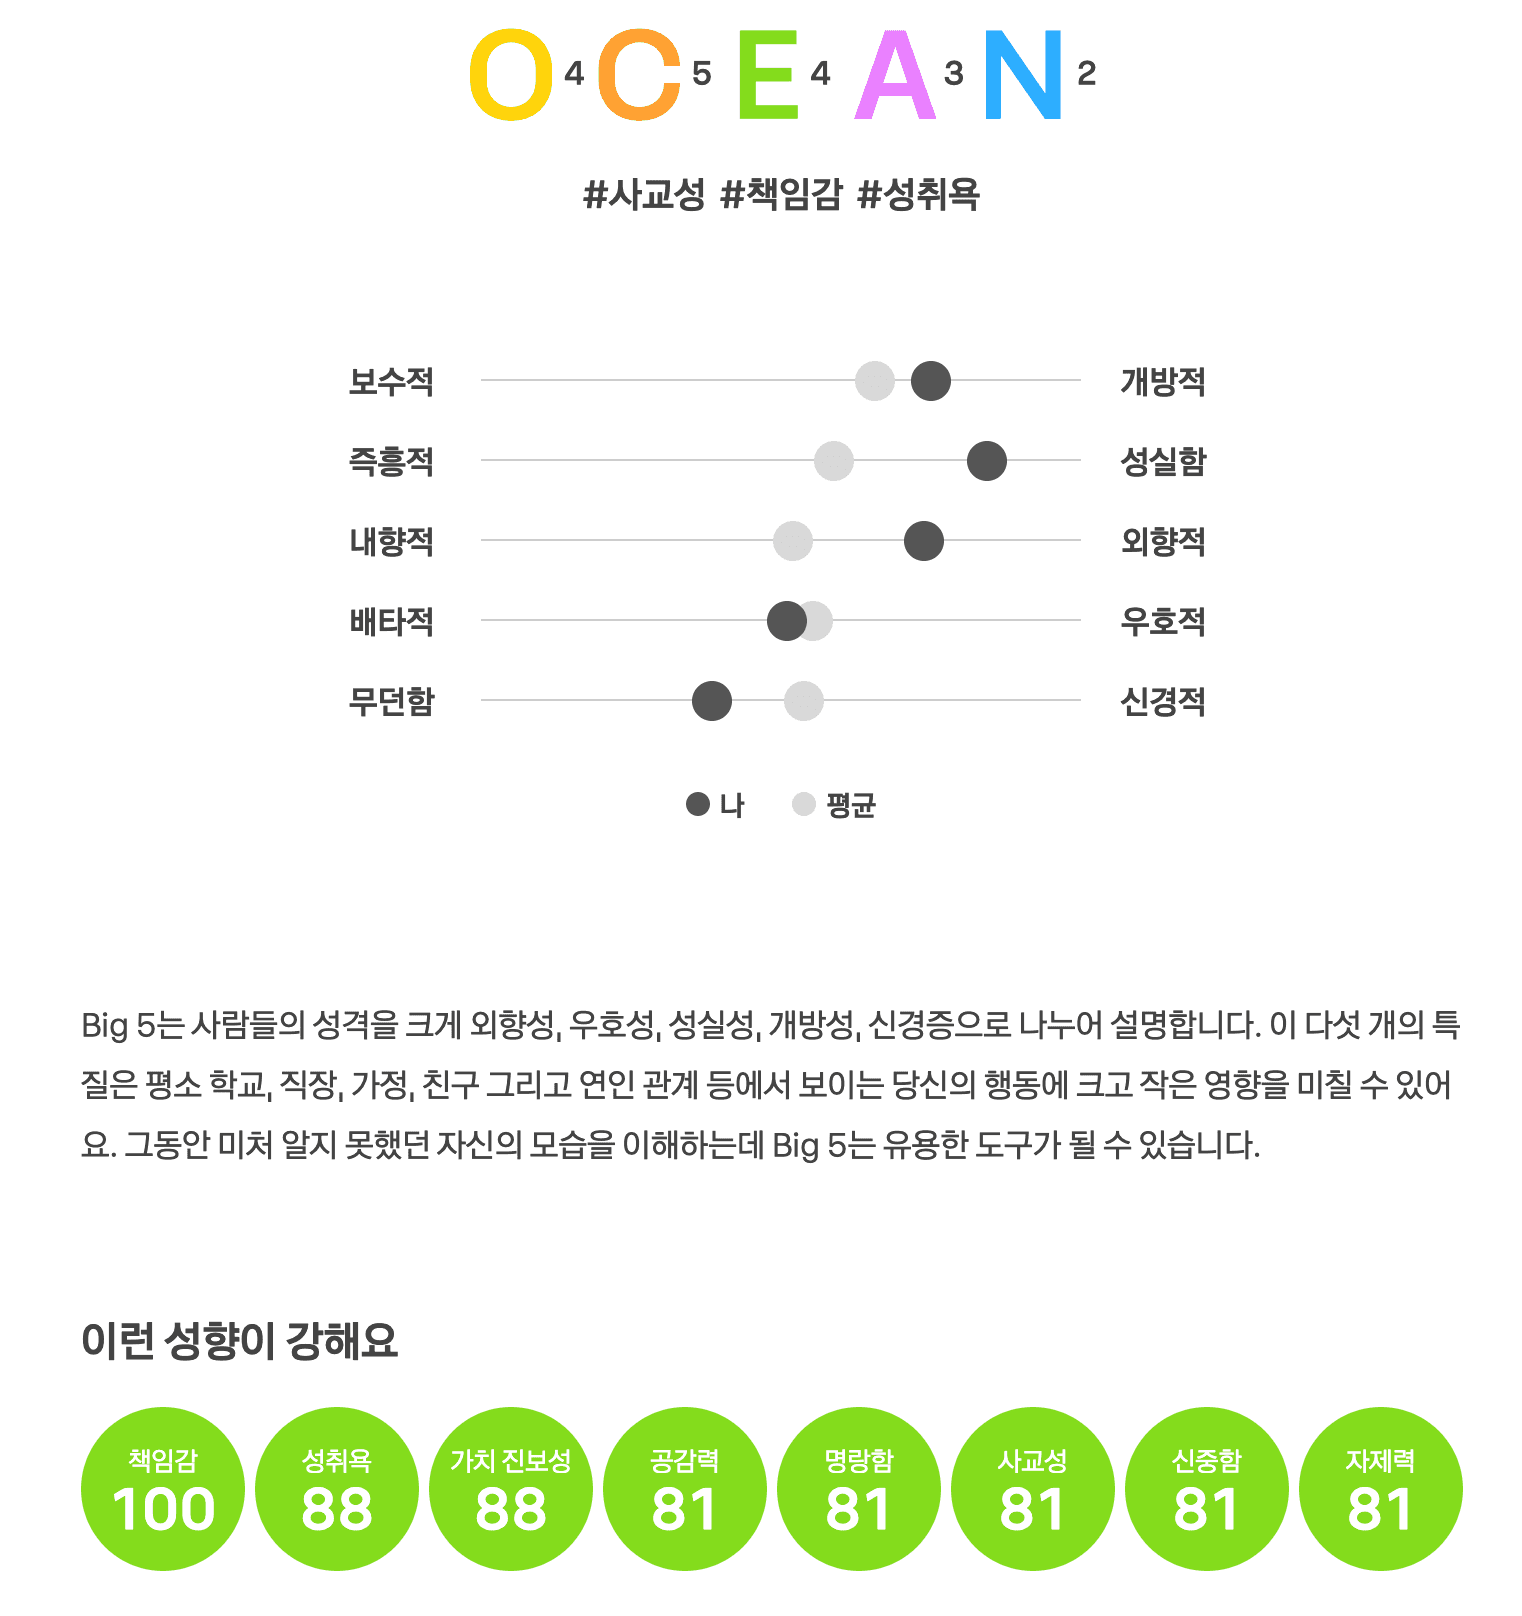 O 4 C 5 E 4 A 3 N 2
#사교성 #책임감 #성취욕
보수적 개방적
즉흥적 성실함
내향적 외향적
배타적 우호적
무던함 신경적
나 평균
Big 5는 사람들의 성격을 크게 외향성, 우호성, 성실성, 개방성, 신경증으로 나누어 설명합니다. 이 다섯 개의 특
질은 평소 학교, 직장, 가정, 친구 그리고 연인 관계 등에서 보이는 당신의 행동에 크고 작은 영향을 미칠 수 있어
요. 그동안 미처 알지 못했던 자신의 모습을 이해하는데 Big 5는 유용한 도구가 될 수 있습니다.
이런 성향이 강해요
책임감 성취욕 가치 진보성 공감력 명랑함 사교성 신중함 자제력
100 88 88 81 81 81 81 81